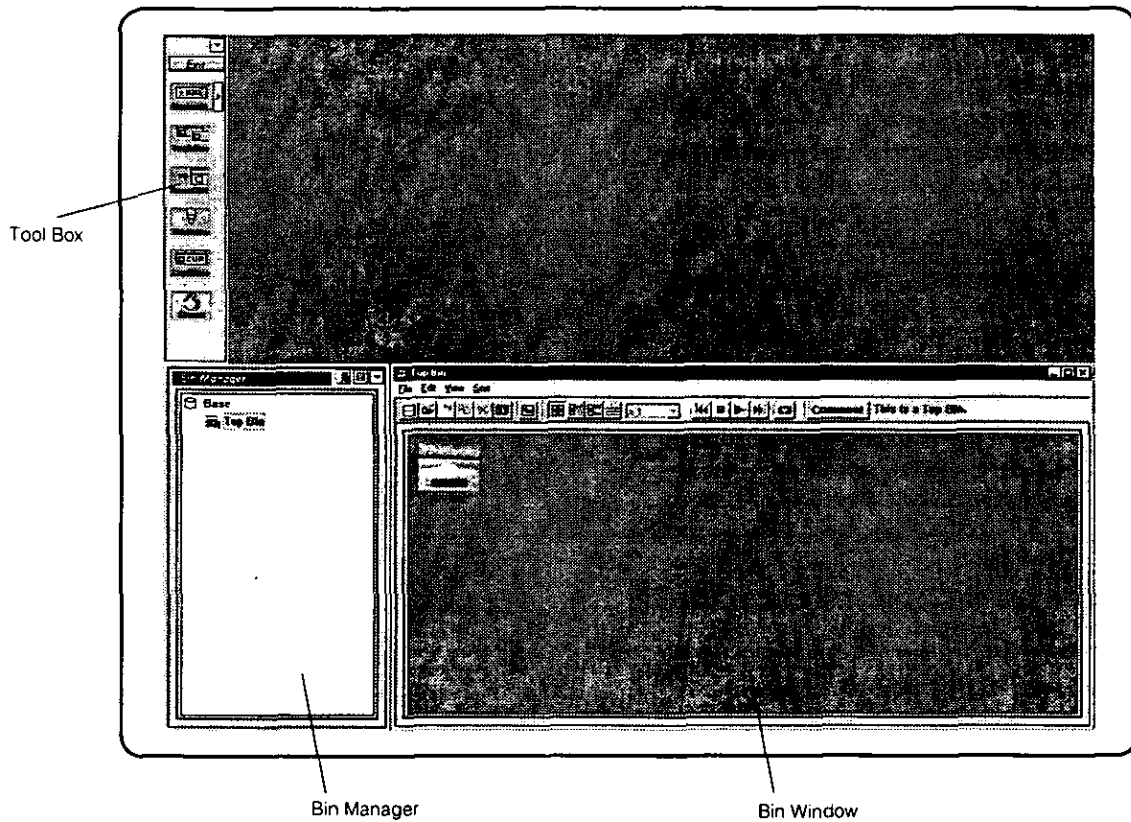 Tool Box
Bin Manager
Base
Top Bin
Top Bin
File Edit View
Comment This is a Top Bin.
Bin Manager
Bin Window